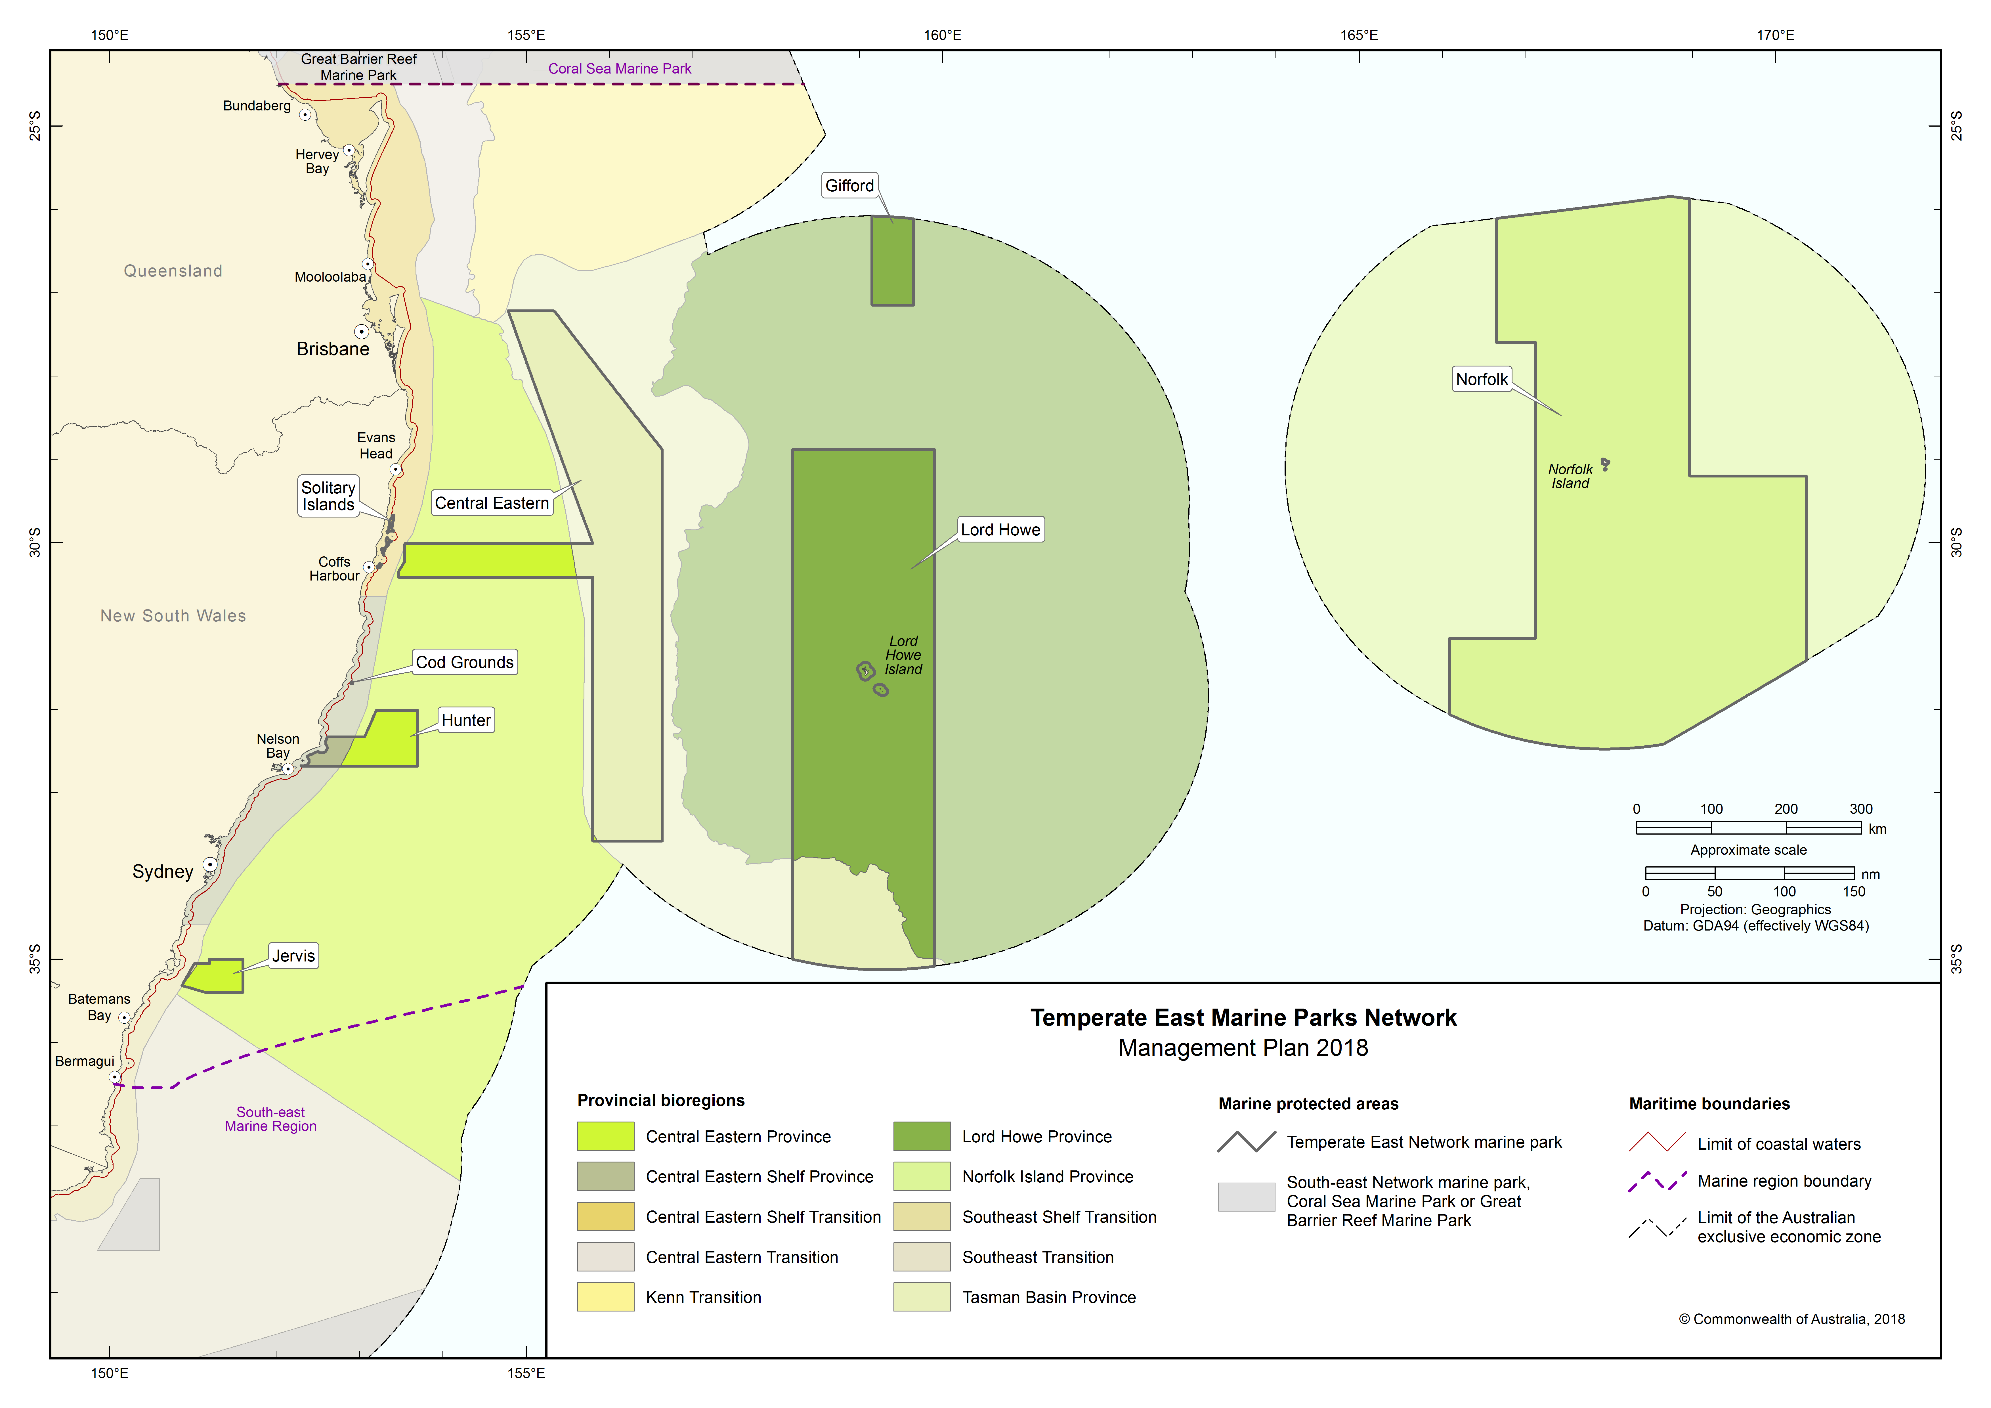 150°E
155°E
160°E
165°E
170°E
Great Barrier Reef
Marine Park
Coral Sea Marine Park
Bundaberg
25°S
25°S
Hervey
Bay
Gifford
Queensland
Mooloolaba
Brisbane
Norfolk
Evans
Head
Norfolk
Island
Solitary
Islands
Central Eastern
Lord Howe
30°S
30°S
Coffs
Harbour
New South Wales
Lord
Howe
Island
Cod Grounds
Hunter
Nelson
Bay
0 100 200 300
km
Approximate scale
nm
0 50 100 150
Projection: Geographics
Datum: GDA94 (effectively WGS84)
Sydney
Jervis
35°S
35°S
Batemans
Bay
Bermagui
South-east
Marine Region
Temperate East Marine Parks Network
Management Plan 2018
Provincial bioregions
Central Eastern Province
Central Eastern Shelf Province
Central Eastern Shelf Transition
Central Eastern Transition
Kenn Transition
Lord Howe Province
Norfolk Island Province
Southeast Shelf Transition
Southeast Transition
Tasman Basin Province
Marine protected areas
Temperate East Network marine park
South-east Network marine park,
Coral Sea Marine Park or Great
Barrier Reef Marine Park
Maritime boundaries
Limit of coastal waters
Marine region boundary
Limit of the Australian
exclusive economic zone
© Commonwealth of Australia, 2018
150°E
155°E